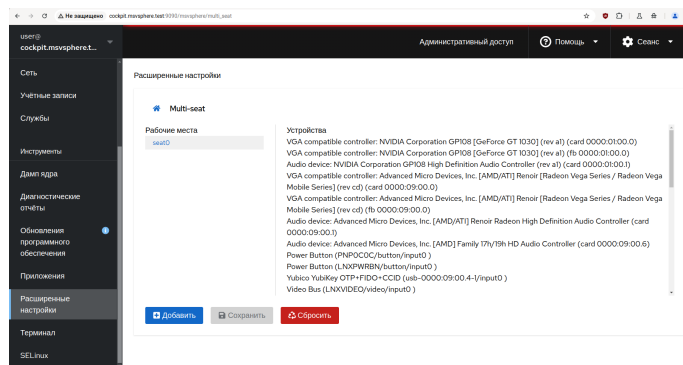 Не защищено cockpit.msvsphere.test:9090/msvsphere/multi_seat
user@
cockpit.msvsphere.t...
Административный доступ
Помощь
Сеанс
Сеть
Учётные записи
Службы
Инструменты
Дамп ядра
Диагностические
отчёты
Обновления
программного
обеспечения
Приложения
Расширенные
настройки
Терминал
SELinux
Расширенные настройки
Multi-seat
Рабочие места
seat0
Устройства
VGA compatible controller: NVIDIA Corporation GP108 [GeForce GT 1030] (rev a1) (card 0000:01:00.0)
VGA compatible controller: NVIDIA Corporation GP108 [GeForce GT 1030] (rev a1) (fb 0000:01:00.0)
Audio device: NVIDIA Corporation GP108 High Definition Audio Controller (rev a1) (card 0000:01:00.1)
VGA compatible controller: Advanced Micro Devices, Inc. [AMD/ATI] Renoir [Radeon Vega Series / Radeon Vega
Mobile Series] (rev cd) (card 0000:09:00.0)
VGA compatible controller: Advanced Micro Devices, Inc. [AMD/ATI] Renoir [Radeon Vega Series / Radeon Vega
Mobile Series] (rev cd) (fb 0000:09:00.0)
Audio device: Advanced Micro Devices, Inc. [AMD/ATI] Renoir Radeon High Definition Audio Controller (card
0000:09:00.1)
Audio device: Advanced Micro Devices, Inc. [AMD] Family 17h/19h HD Audio Controller (card 0000:09:00.6)
Power Button (PNP0C0C/button/input0 )
Power Button (LNXPWRBN/button/input0 )
Yubico YubiKey OTP+FIDO+CCID (usb-0000:09:00.4-1/input0 )
Video Bus (LNXVIDEO/video/input0 )
Добавить
Сохранить
Сбросить